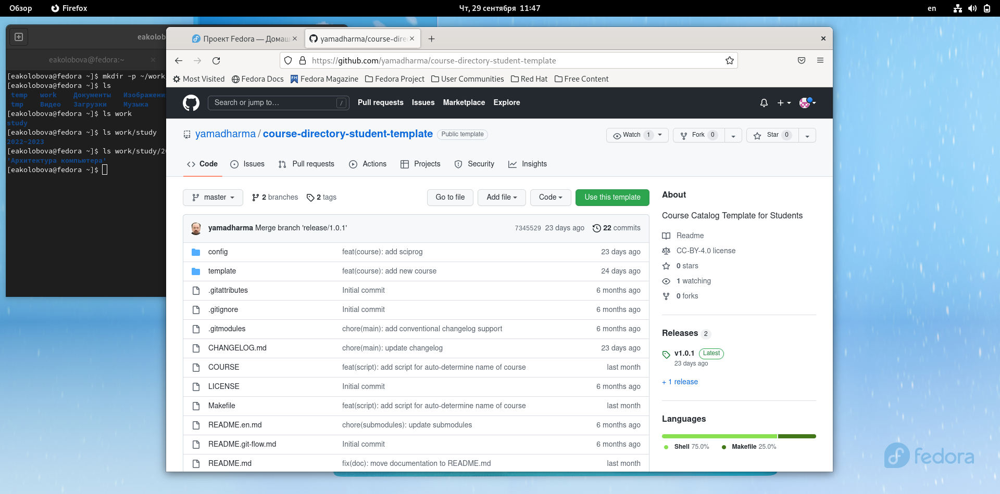 Обзор Firefox Чт, 29 сентября 11:47 en
eakolob
eakolobova@fedora:~
[eakolobova@fedora ~]$ mkdir -p ~/work
[eakolobova@fedora ~]$ ls
temp work Документы Изображени
tmp Видео Загрузки Музыка
[eakolobova@fedora ~]$ ls work
study
[eakolobova@fedora ~]$ ls work/study
2022-2023
[eakolobova@fedora ~]$ ls work/study/2
'Архитектура компьютера'
[eakolobova@fedora ~]$
Проект Fedora — Домаш yamadharma/course-dire
https://github.com/yamadharma/course-directory-student-template
Most Visited Fedora Docs Fedora Magazine Fedora Project User Communities Red Hat Free Content
Search or jump to… / Pull requests Issues Marketplace Explore
yamadharma / course-directory-student-template Public template Watch 1 Fork 0 Star 0
Code Issues Pull requests Actions Projects Security Insights
master 2 branches 2 tags Go to file Add file Code Use this template
yamadharma Merge branch 'release/1.0.1' 7345529 23 days ago 22 commits
config feat(course): add sciprog 23 days ago
template feat(course): add new course 24 days ago
.gitattributes Initial commit 6 months ago
.gitignore Initial commit 6 months ago
.gitmodules chore(main): add conventional changelog support 6 months ago
CHANGELOG.md chore(main): update changelog 23 days ago
COURSE feat(script): add script for auto-determine name of course last month
LICENSE Initial commit 6 months ago
Makefile feat(script): add script for auto-determine name of course last month
README.en.md chore(submodules): update submodules 6 months ago
README.git-flow.md Initial commit 6 months ago
README.md fix(doc): move documentation to README.md last month
About
Course Catalog Template for Students
Readme
CC-BY-4.0 license
0 stars
1 watching
0 forks
Releases 2
v1.0.1 Latest
23 days ago
+ 1 release
Languages
Shell 75.0% Makefile 25.0%
fedora